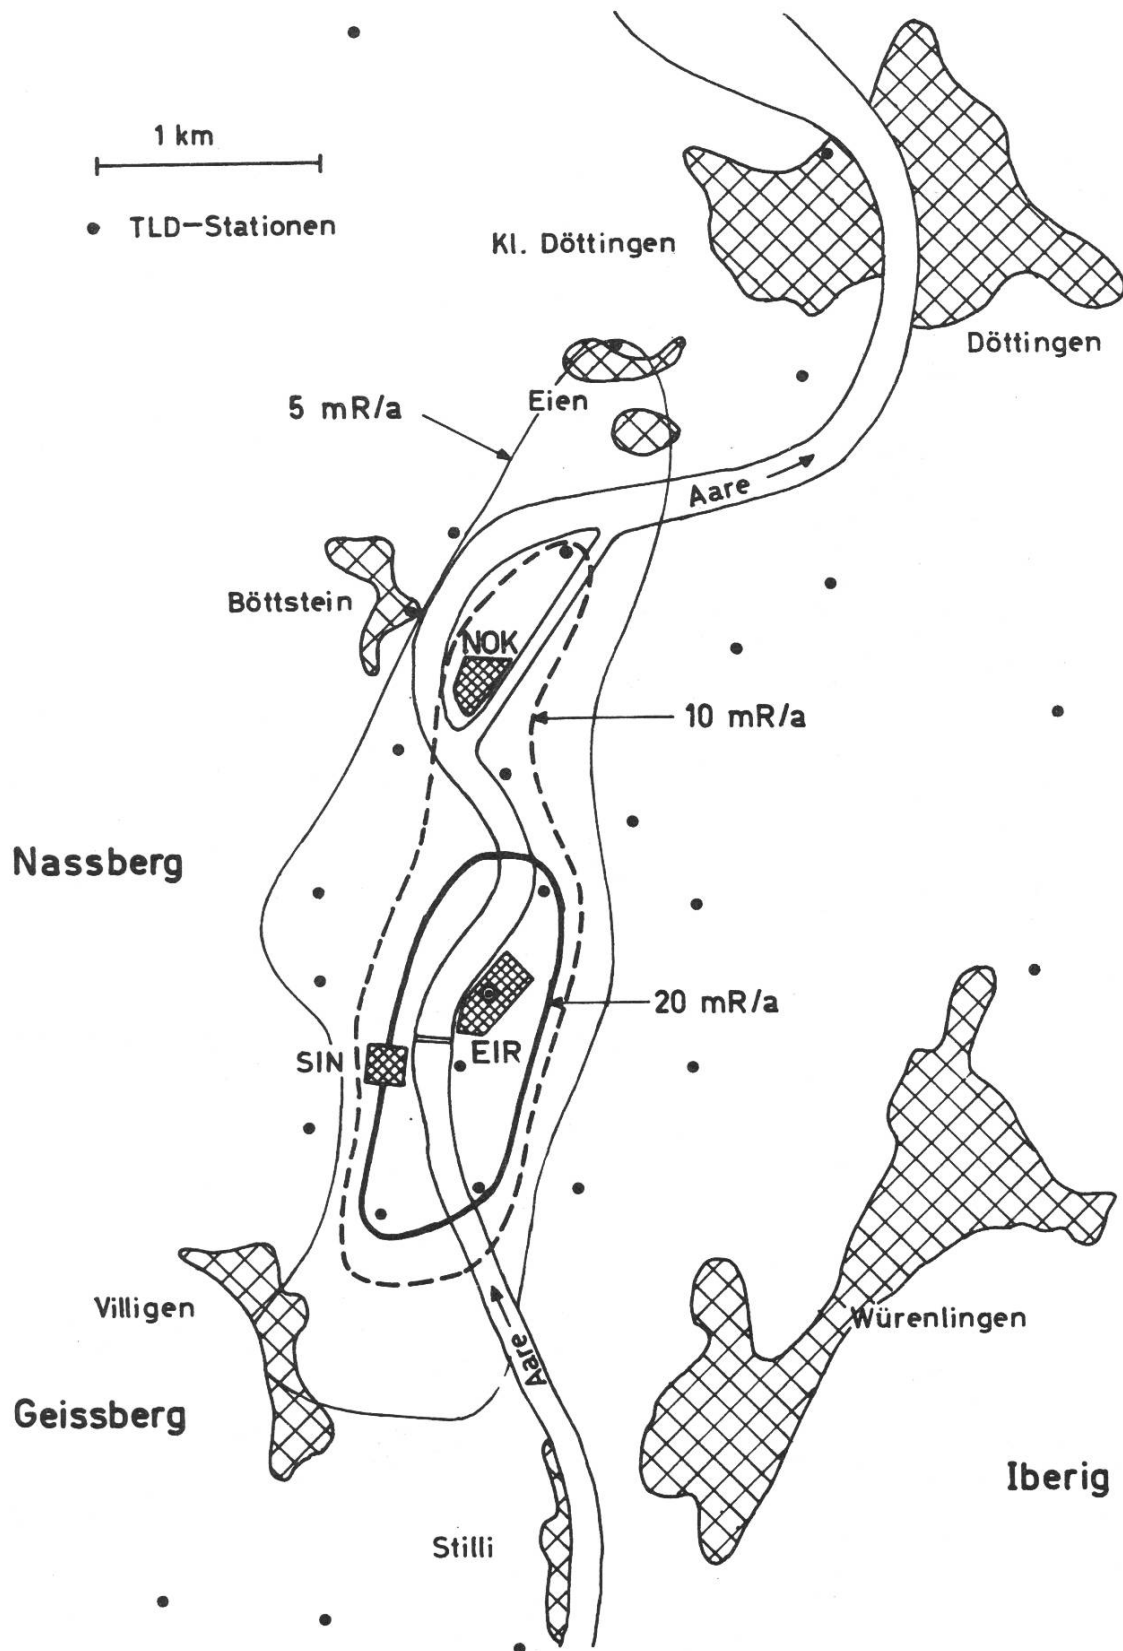 1 km
TLD-Stationen
Kl. Döttingen
Döttingen
5 mR/a
Eien
Aare
Böttstein
NOK
10 mR/a
Nassberg
20 mR/a
SIN
EIR
Villigen
Würenlingen
Aare
Geissberg
Iberig
Stilli